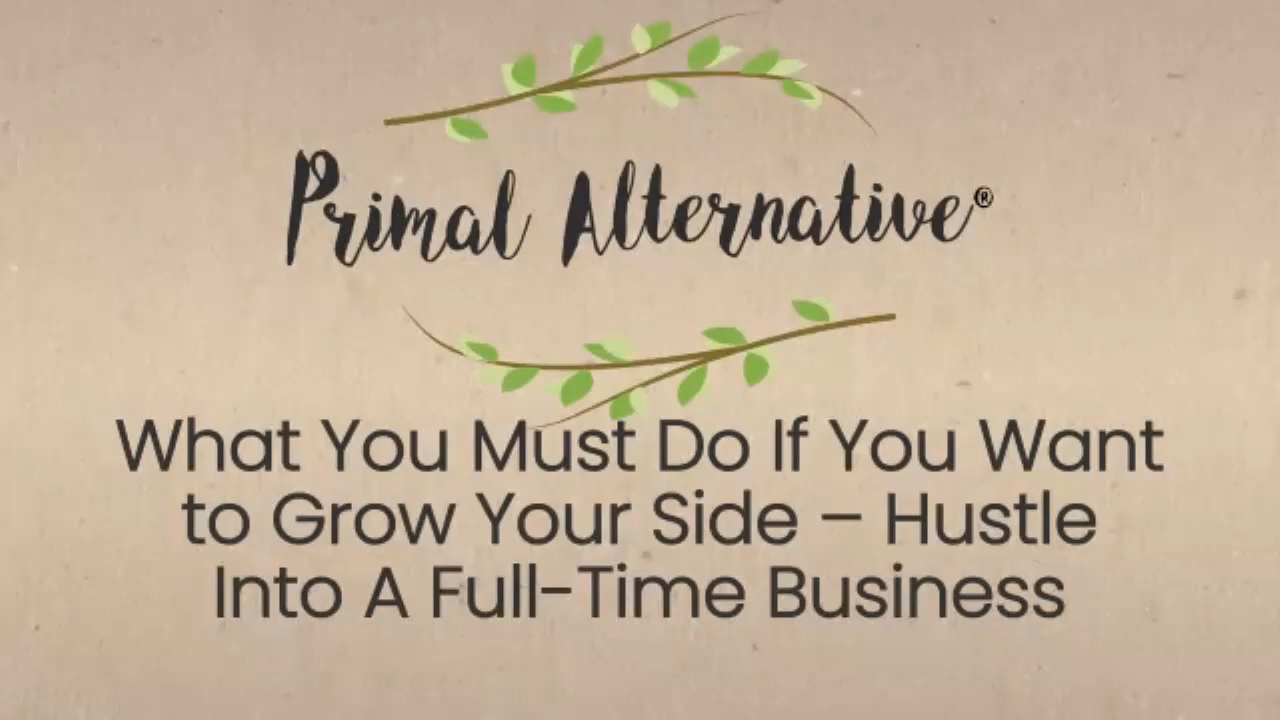 Primal Alternative®
What You Must Do If You Want
to Grow Your Side – Hustle
Into A Full-Time Business